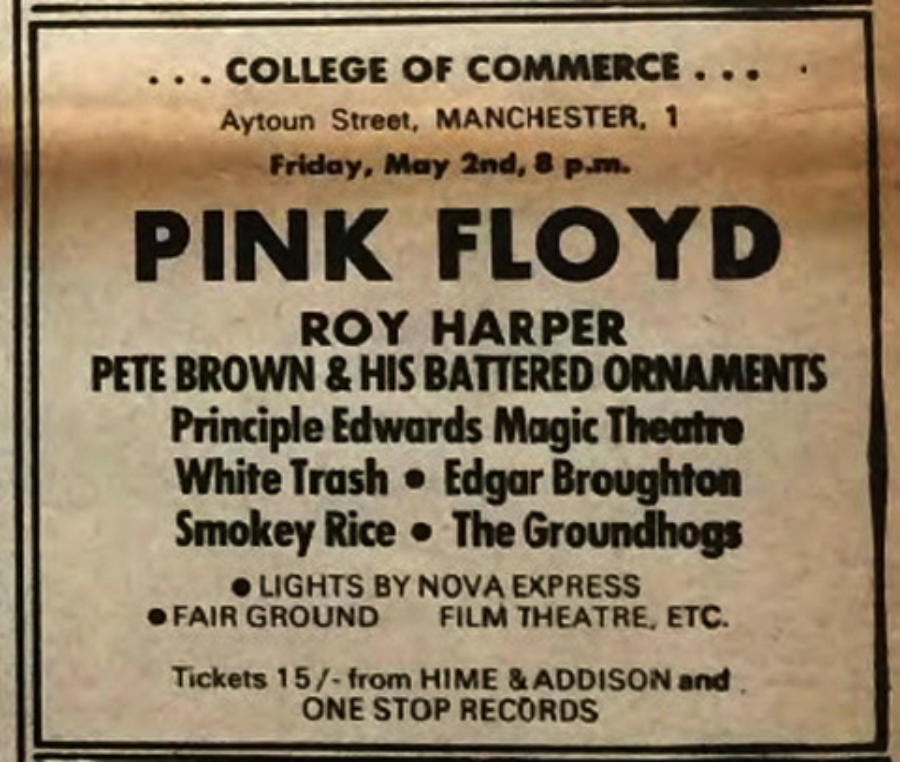 ... COLLEGE OF COMMERCE ...
Aytoun Street, MANCHESTER, 1
Friday, May 2nd, 8 p.m.
PINK FLOYD
ROY HARPER
PETE BROWN & HIS BATTERED ORNAMENTS
Principle Edwards Magic Theatre
White Trash • Edgar Broughton
Smokey Rice • The Groundhogs
• LIGHTS BY NOVA EXPRESS
• FAIR GROUND FILM THEATRE, ETC.
Tickets 15/- from HIME & ADDISON and
ONE STOP RECORDS